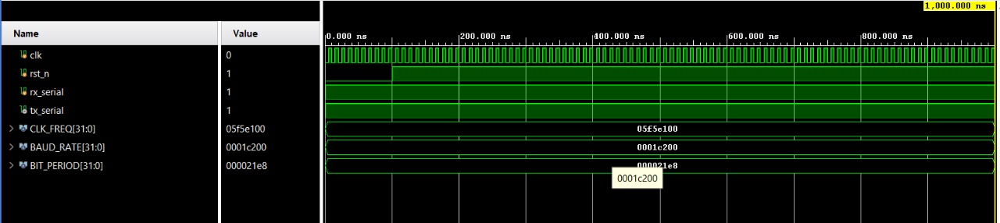 1,000.000 ns
Name Value
0.000 ns 200.000 ns 400.000 ns 600.000 ns 800.000 ns
clk 0
rst_n 1
rx_serial 1
tx_serial 1
CLK_FREQ[31:0] 05f5e100 05f5e100
BAUD_RATE[31:0] 0001c200 0001c200
BIT_PERIOD[31:0] 000021e8 000021e8
0001c200